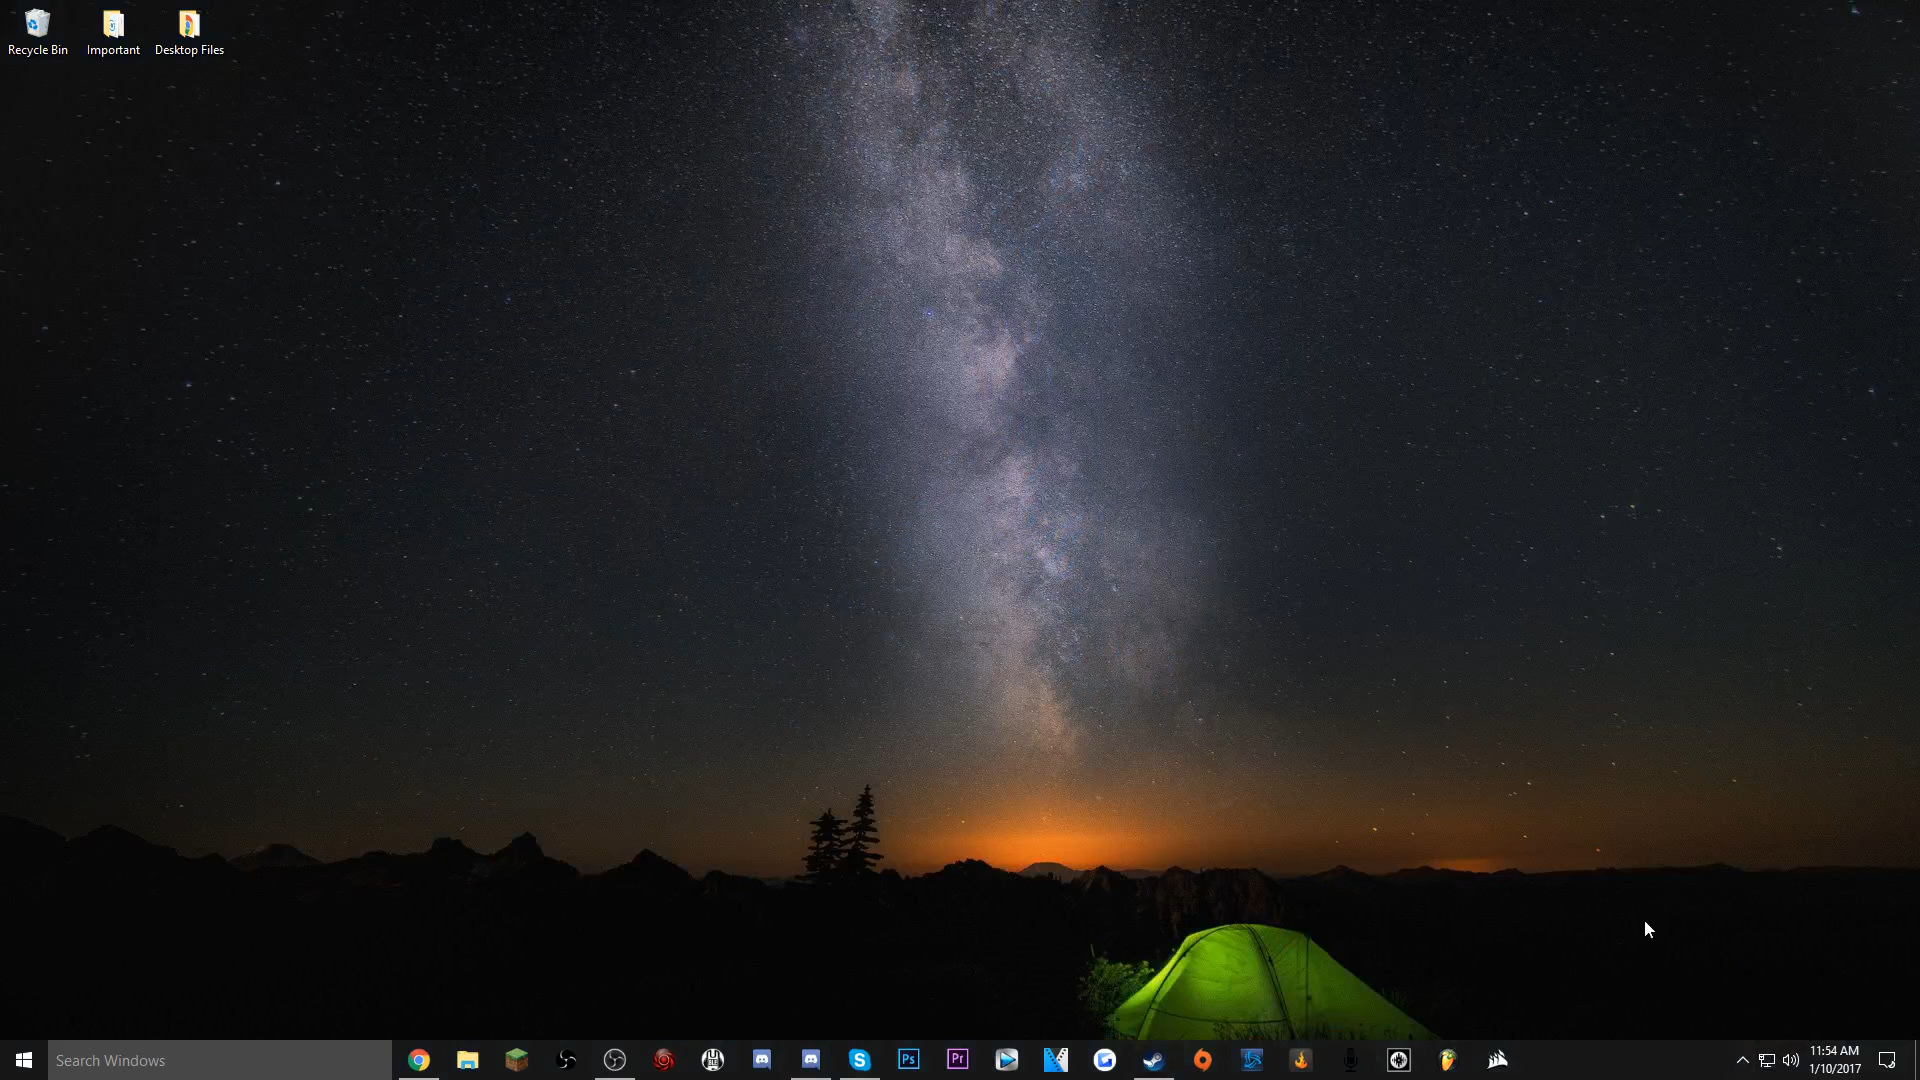 Recycle Bin
Important
Desktop Files
Search Windows
Ps
Pr
11:54 AM
1/10/2017